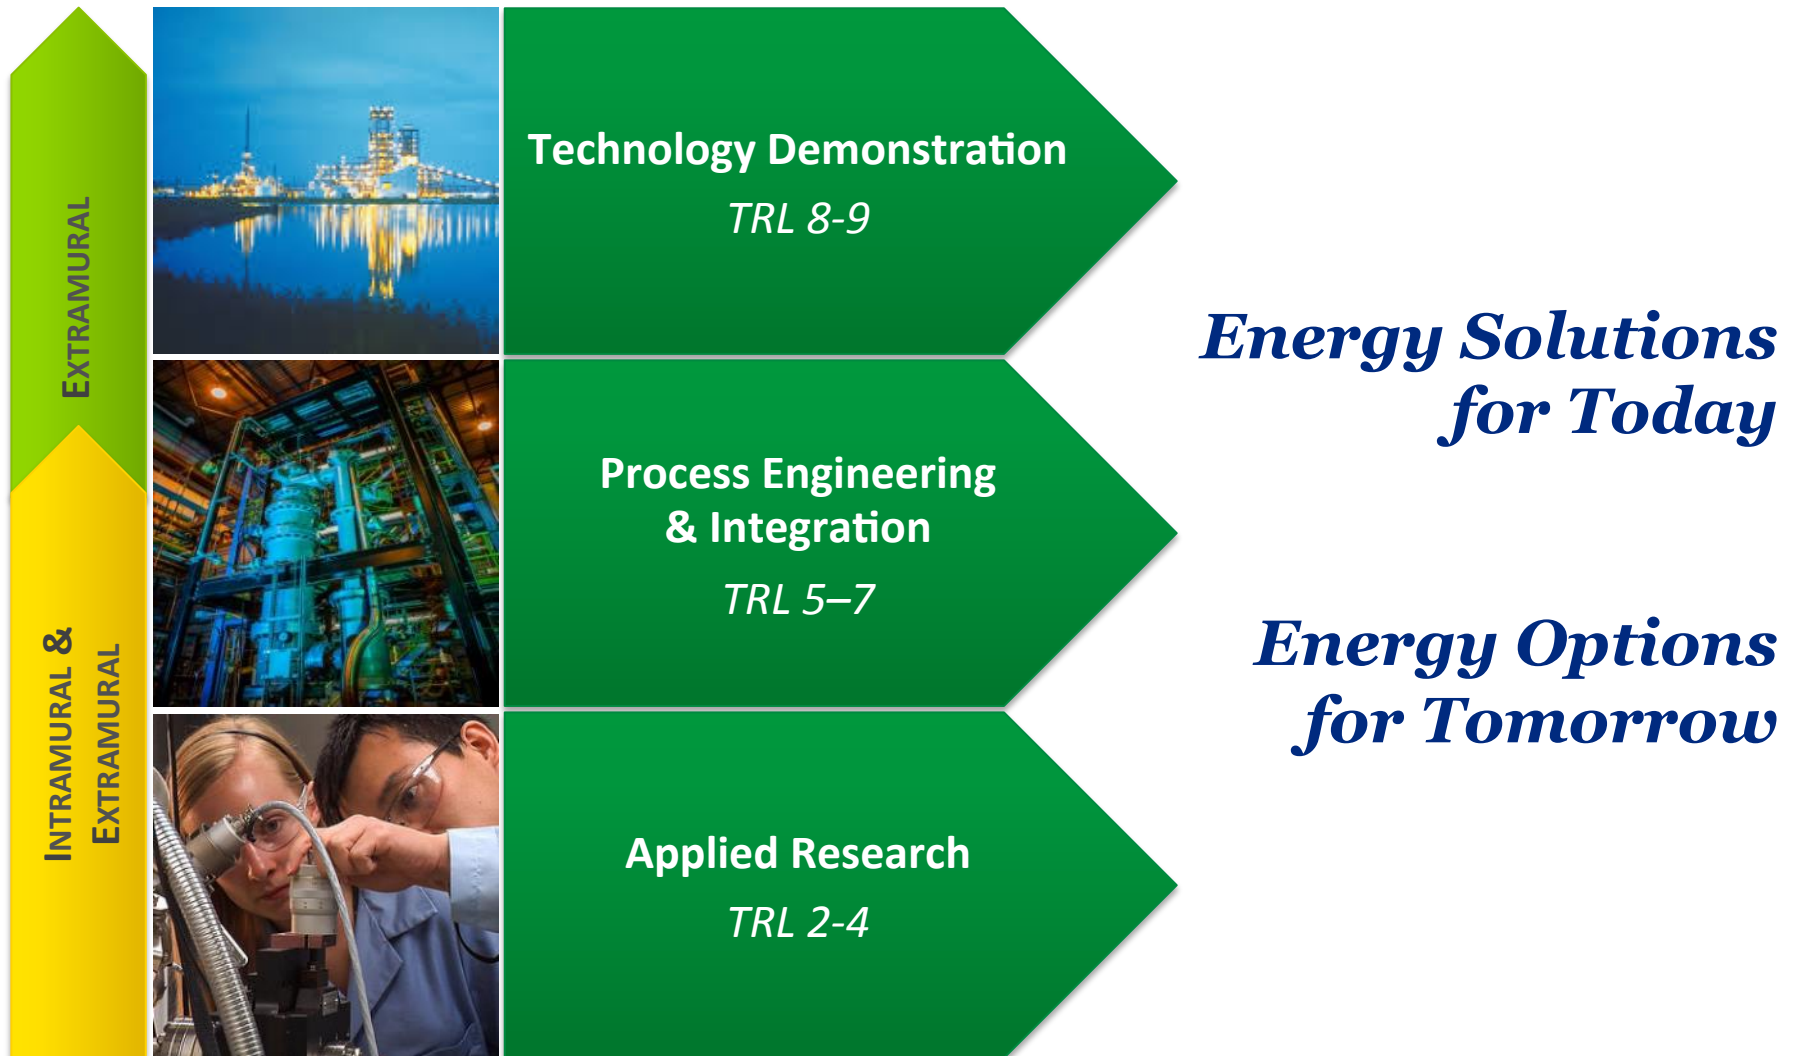 EXTRAMURAL
INTRAMURAL &
EXTRAMURAL
Technology Demonstration
TRL 8-9
Process Engineering
& Integration
TRL 5–7
Applied Research
TRL 2-4
Energy Solutions
for Today
Energy Options
for Tomorrow